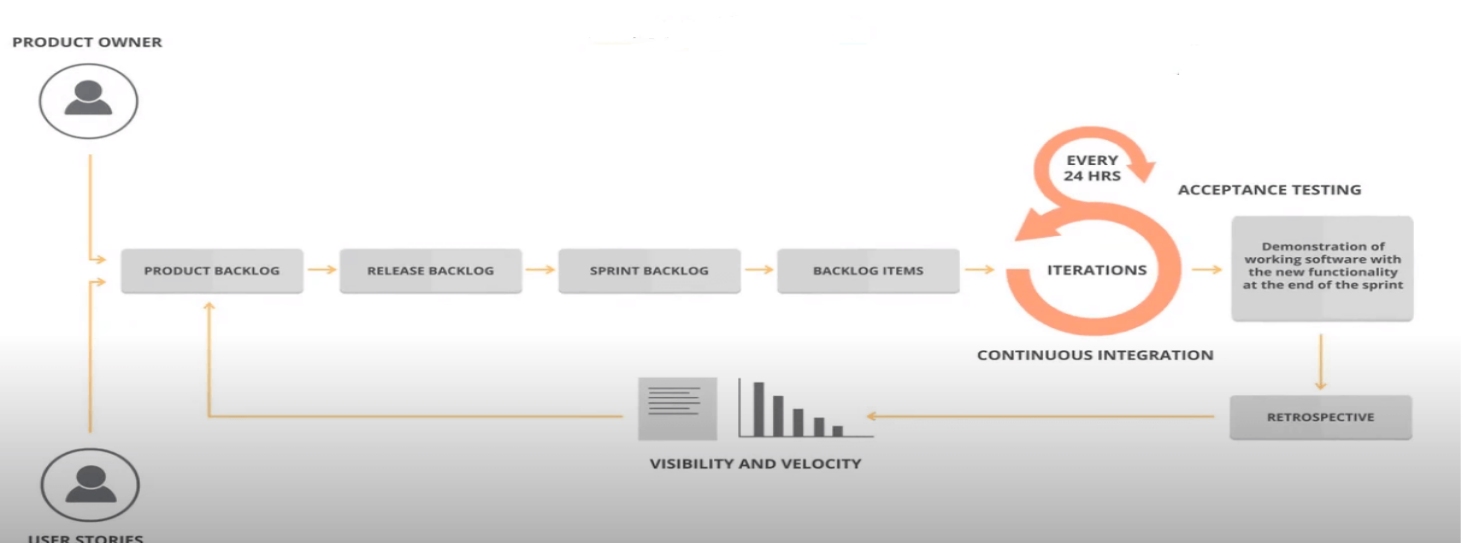 PRODUCT OWNER
EVERY
24 HRS
ACCEPTANCE TESTING
PRODUCT BACKLOG
RELEASE BACKLOG
SPRINT BACKLOG
BACKLOG ITEMS
ITERATIONS
Demonstration of
working software with
the new functionality
at the end of the sprint
CONTINUOUS INTEGRATION
RETROSPECTIVE
VISIBILITY AND VELOCITY
USER STORIES